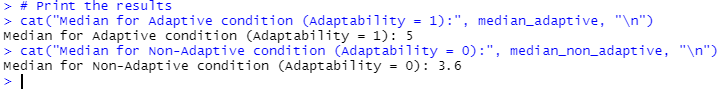 > # Print the results
> cat("Median for Adaptive condition (Adaptability = 1):", median_adaptive, "\n")
Median for Adaptive condition (Adaptability = 1): 5
> cat("Median for Non-Adaptive condition (Adaptability = 0):", median_non_adaptive, "\n")
Median for Non-Adaptive condition (Adaptability = 0): 3.6
>